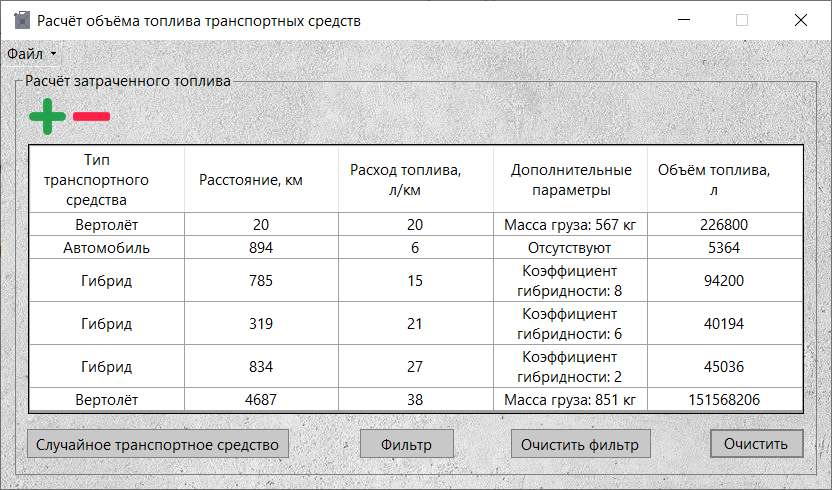 Расчёт объёма топлива транспортных средств
Файл
Расчёт затраченного топлива
Тип транспортного средства Расстояние, км Расход топлива, л/км Дополнительные параметры Объём топлива, л
Вертолёт 20 20 Масса груза: 567 кг 226800
Автомобиль 894 6 Отсутствуют 5364
Гибрид 785 15 Коэффициент гибридности: 8 94200
Гибрид 319 21 Коэффициент гибридности: 6 40194
Гибрид 834 27 Коэффициент гибридности: 2 45036
Вертолёт 4687 38 Масса груза: 851 кг 151568206
Случайное транспортное средство Фильтр Очистить фильтр Очистить